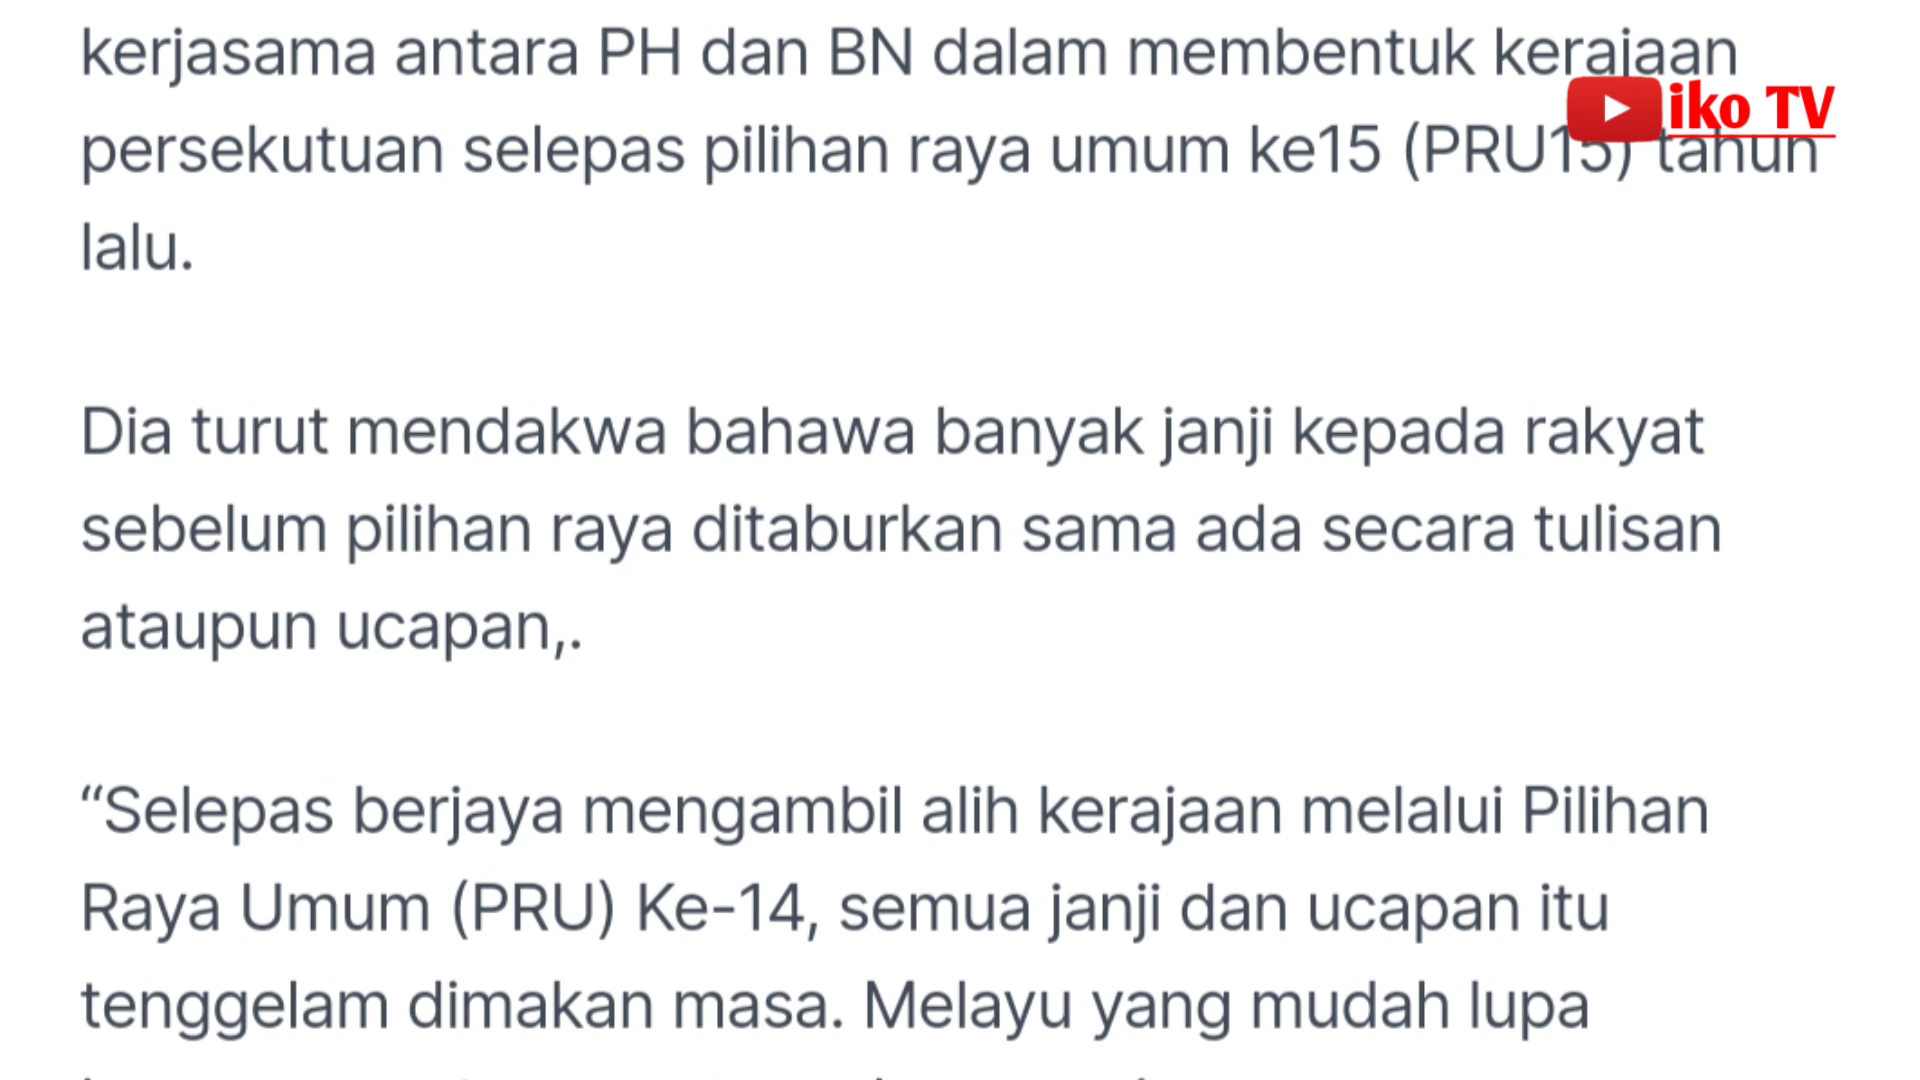 kerjasama antara PH dan BN dalam membentuk kerajaan
iko TV
persekutuan selepas pilihan raya umum ke15 (PRU15) tahun
lalu.
Dia turut mendakwa bahawa banyak janji kepada rakyat
sebelum pilihan raya ditaburkan sama ada secara tulisan
ataupun ucapan,.
“Selepas berjaya mengambil alih kerajaan melalui Pilihan
Raya Umum (PRU) Ke-14, semua janji dan ucapan itu
tenggelam dimakan masa. Melayu yang mudah lupa